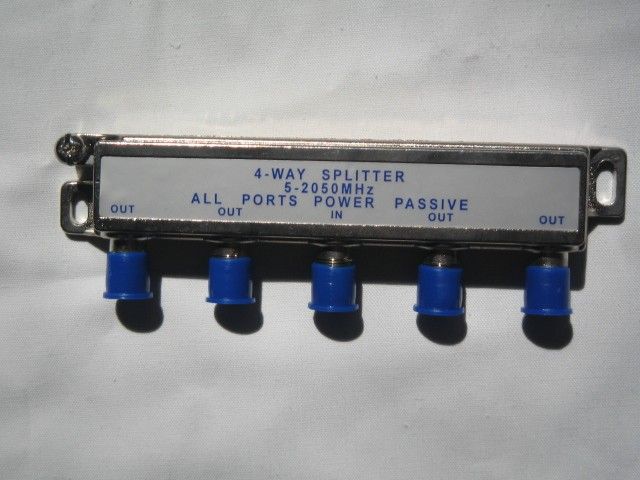 4-WAY SPLITTER
5-2050MHz
ALL PORTS POWER PASSIVE
OUT OUT IN OUT OUT